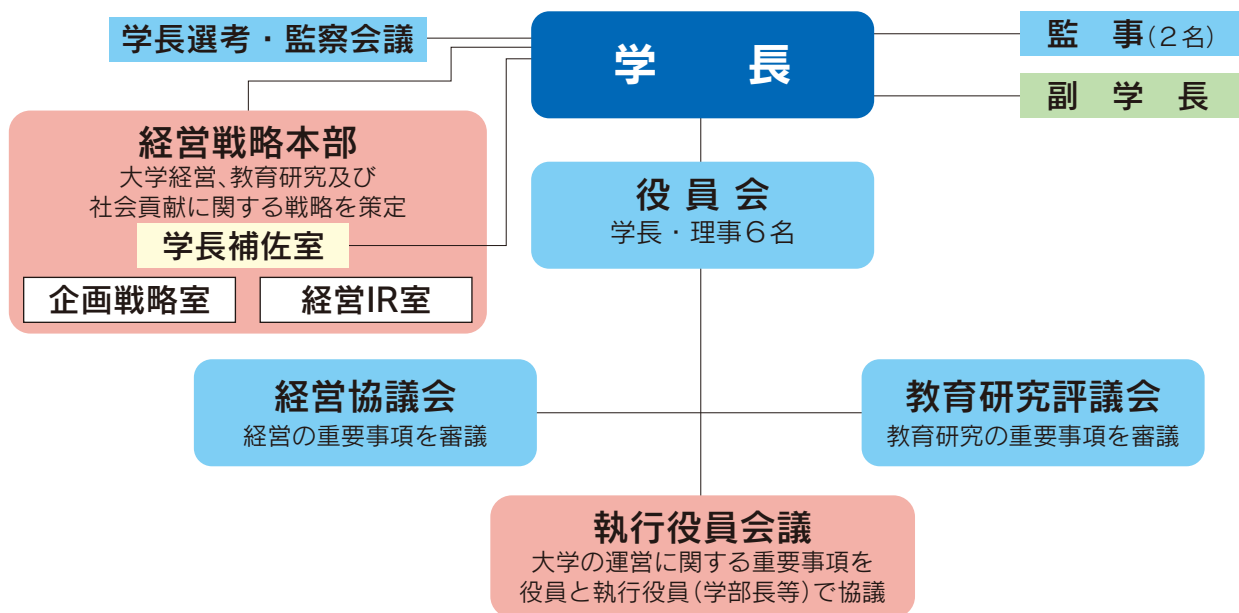 学長選考・監察会議
学　長
監　事(2名)
副　学　長
経営戦略本部
大学経営、教育研究及び
社会貢献に関する戦略を策定
学長補佐室
企画戦略室
経営IR室
役 員 会
学長・理事6名
経営協議会
経営の重要事項を審議
教育研究評議会
教育研究の重要事項を審議
執行役員会議
大学の運営に関する重要事項を
役員と執行役員(学部長等)で協議